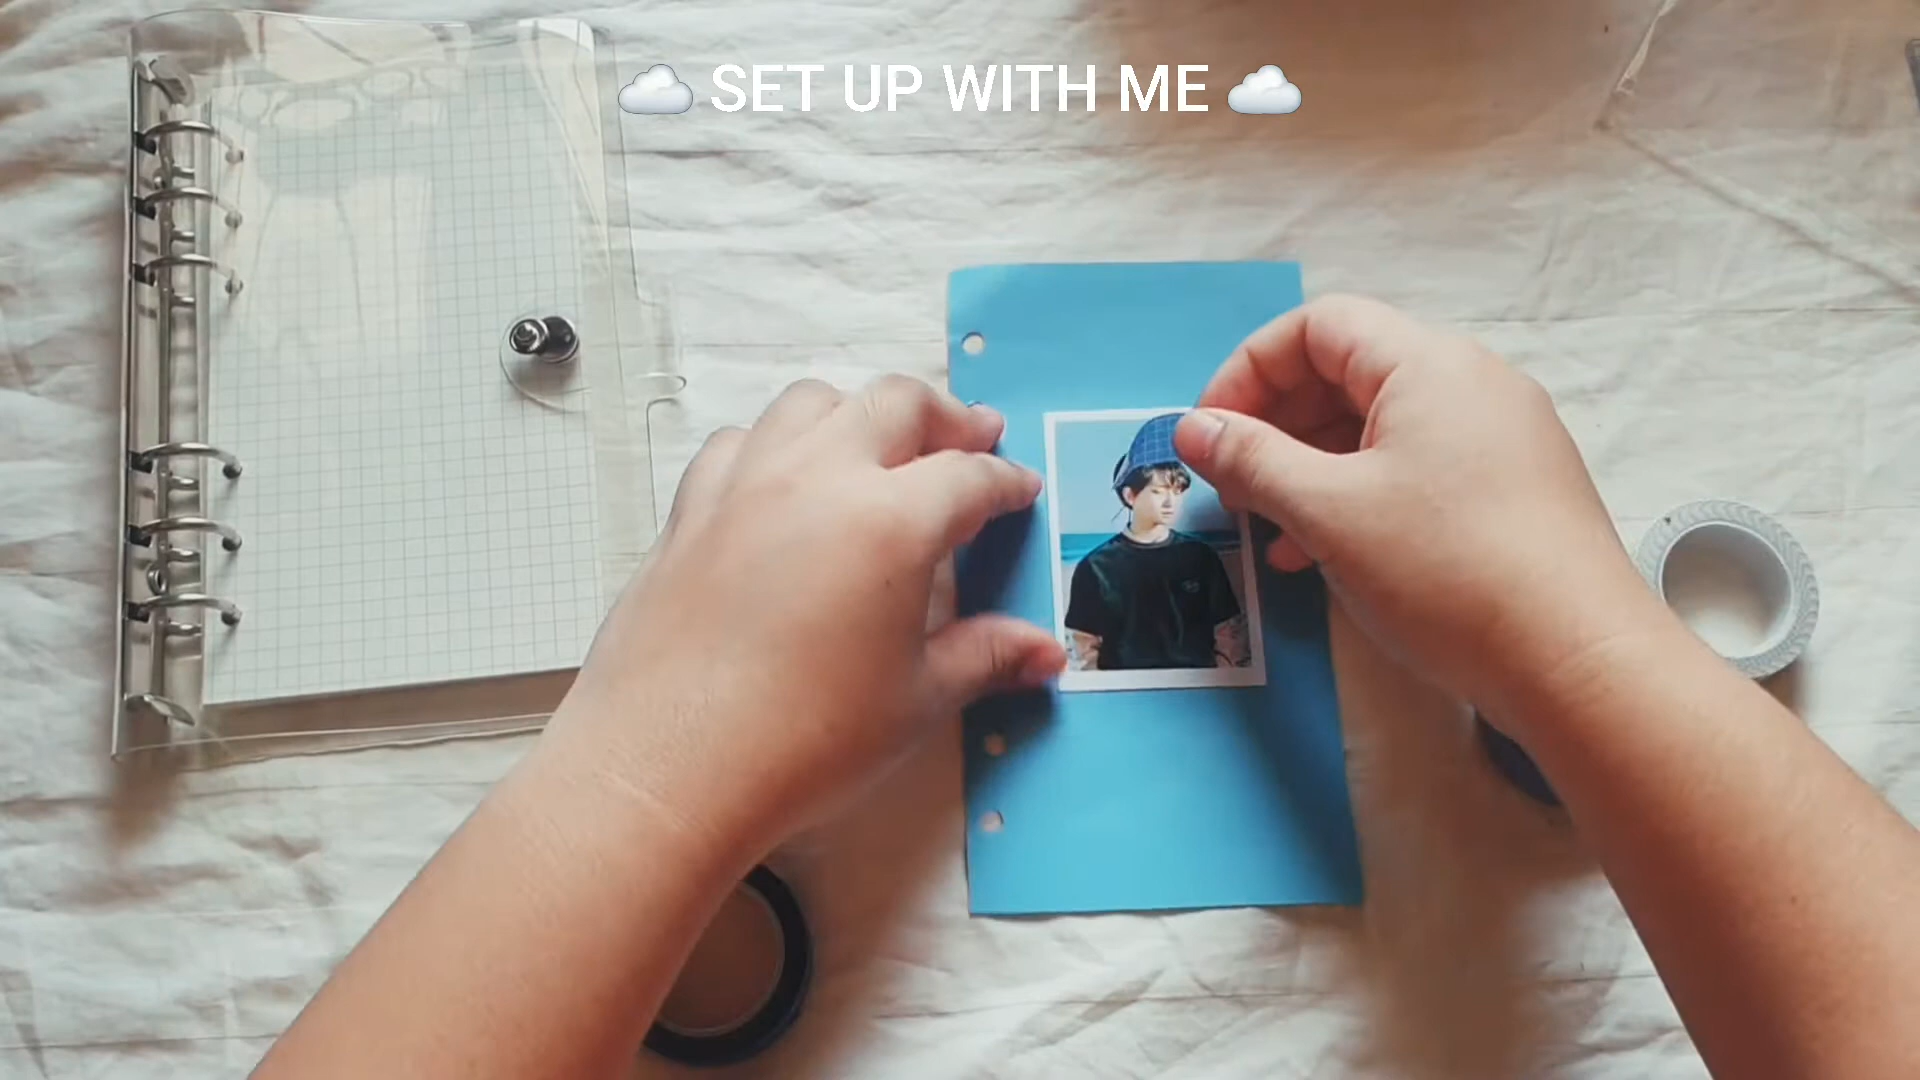 ☁️ SET UP WITH ME ☁️